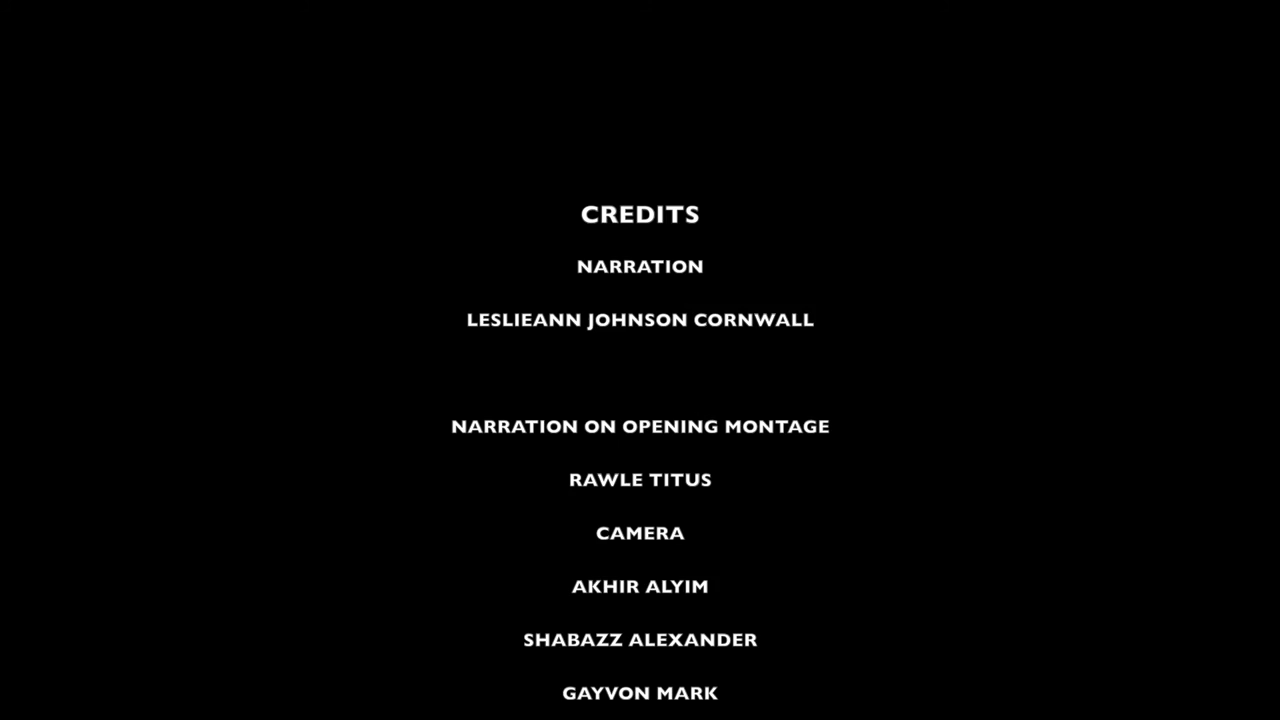 CREDITS
NARRATION
LESLIEANN JOHNSON CORNWALL
NARRATION ON OPENING MONTAGE
RAWLE TITUS
CAMERA
AKHIR ALYIM
SHABAZZ ALEXANDER
GAYVON MARK